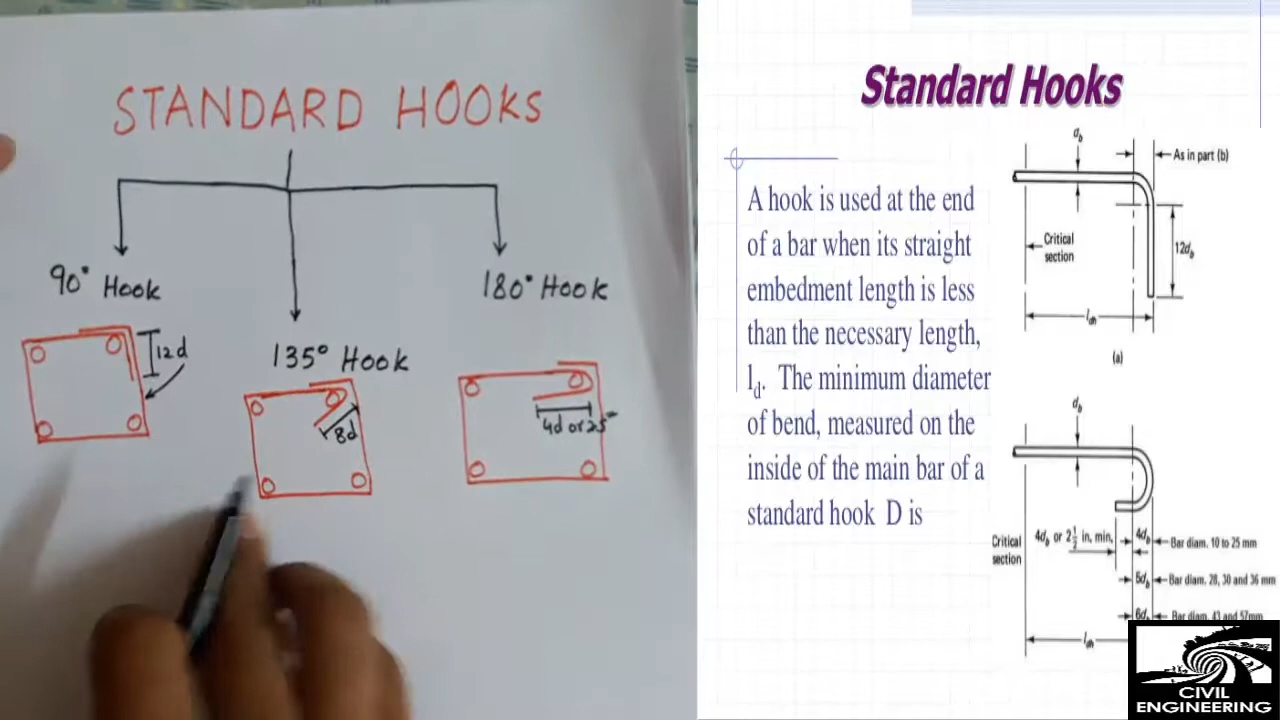 STANDARD HOOKS
90° Hook
12d
135° Hook
8d
180° Hook
4d or 25
Standard Hooks
A hook is used at the end
of a bar when its straight
embedment length is less
than the necessary length,
ld. The minimum diameter
of bend, measured on the
inside of the main bar of a
standard hook D is
db
As in part (b)
Critical
section
12db
ldh
(a)
db
Critical
section
4db or 2½ in. min.
4db
Bar diam. 10 to 25 mm
5db
Bar diam. 28, 30 and 36 mm
6db
Bar diam. 43 and 57mm
ldh
CIVIL
ENGINEERING